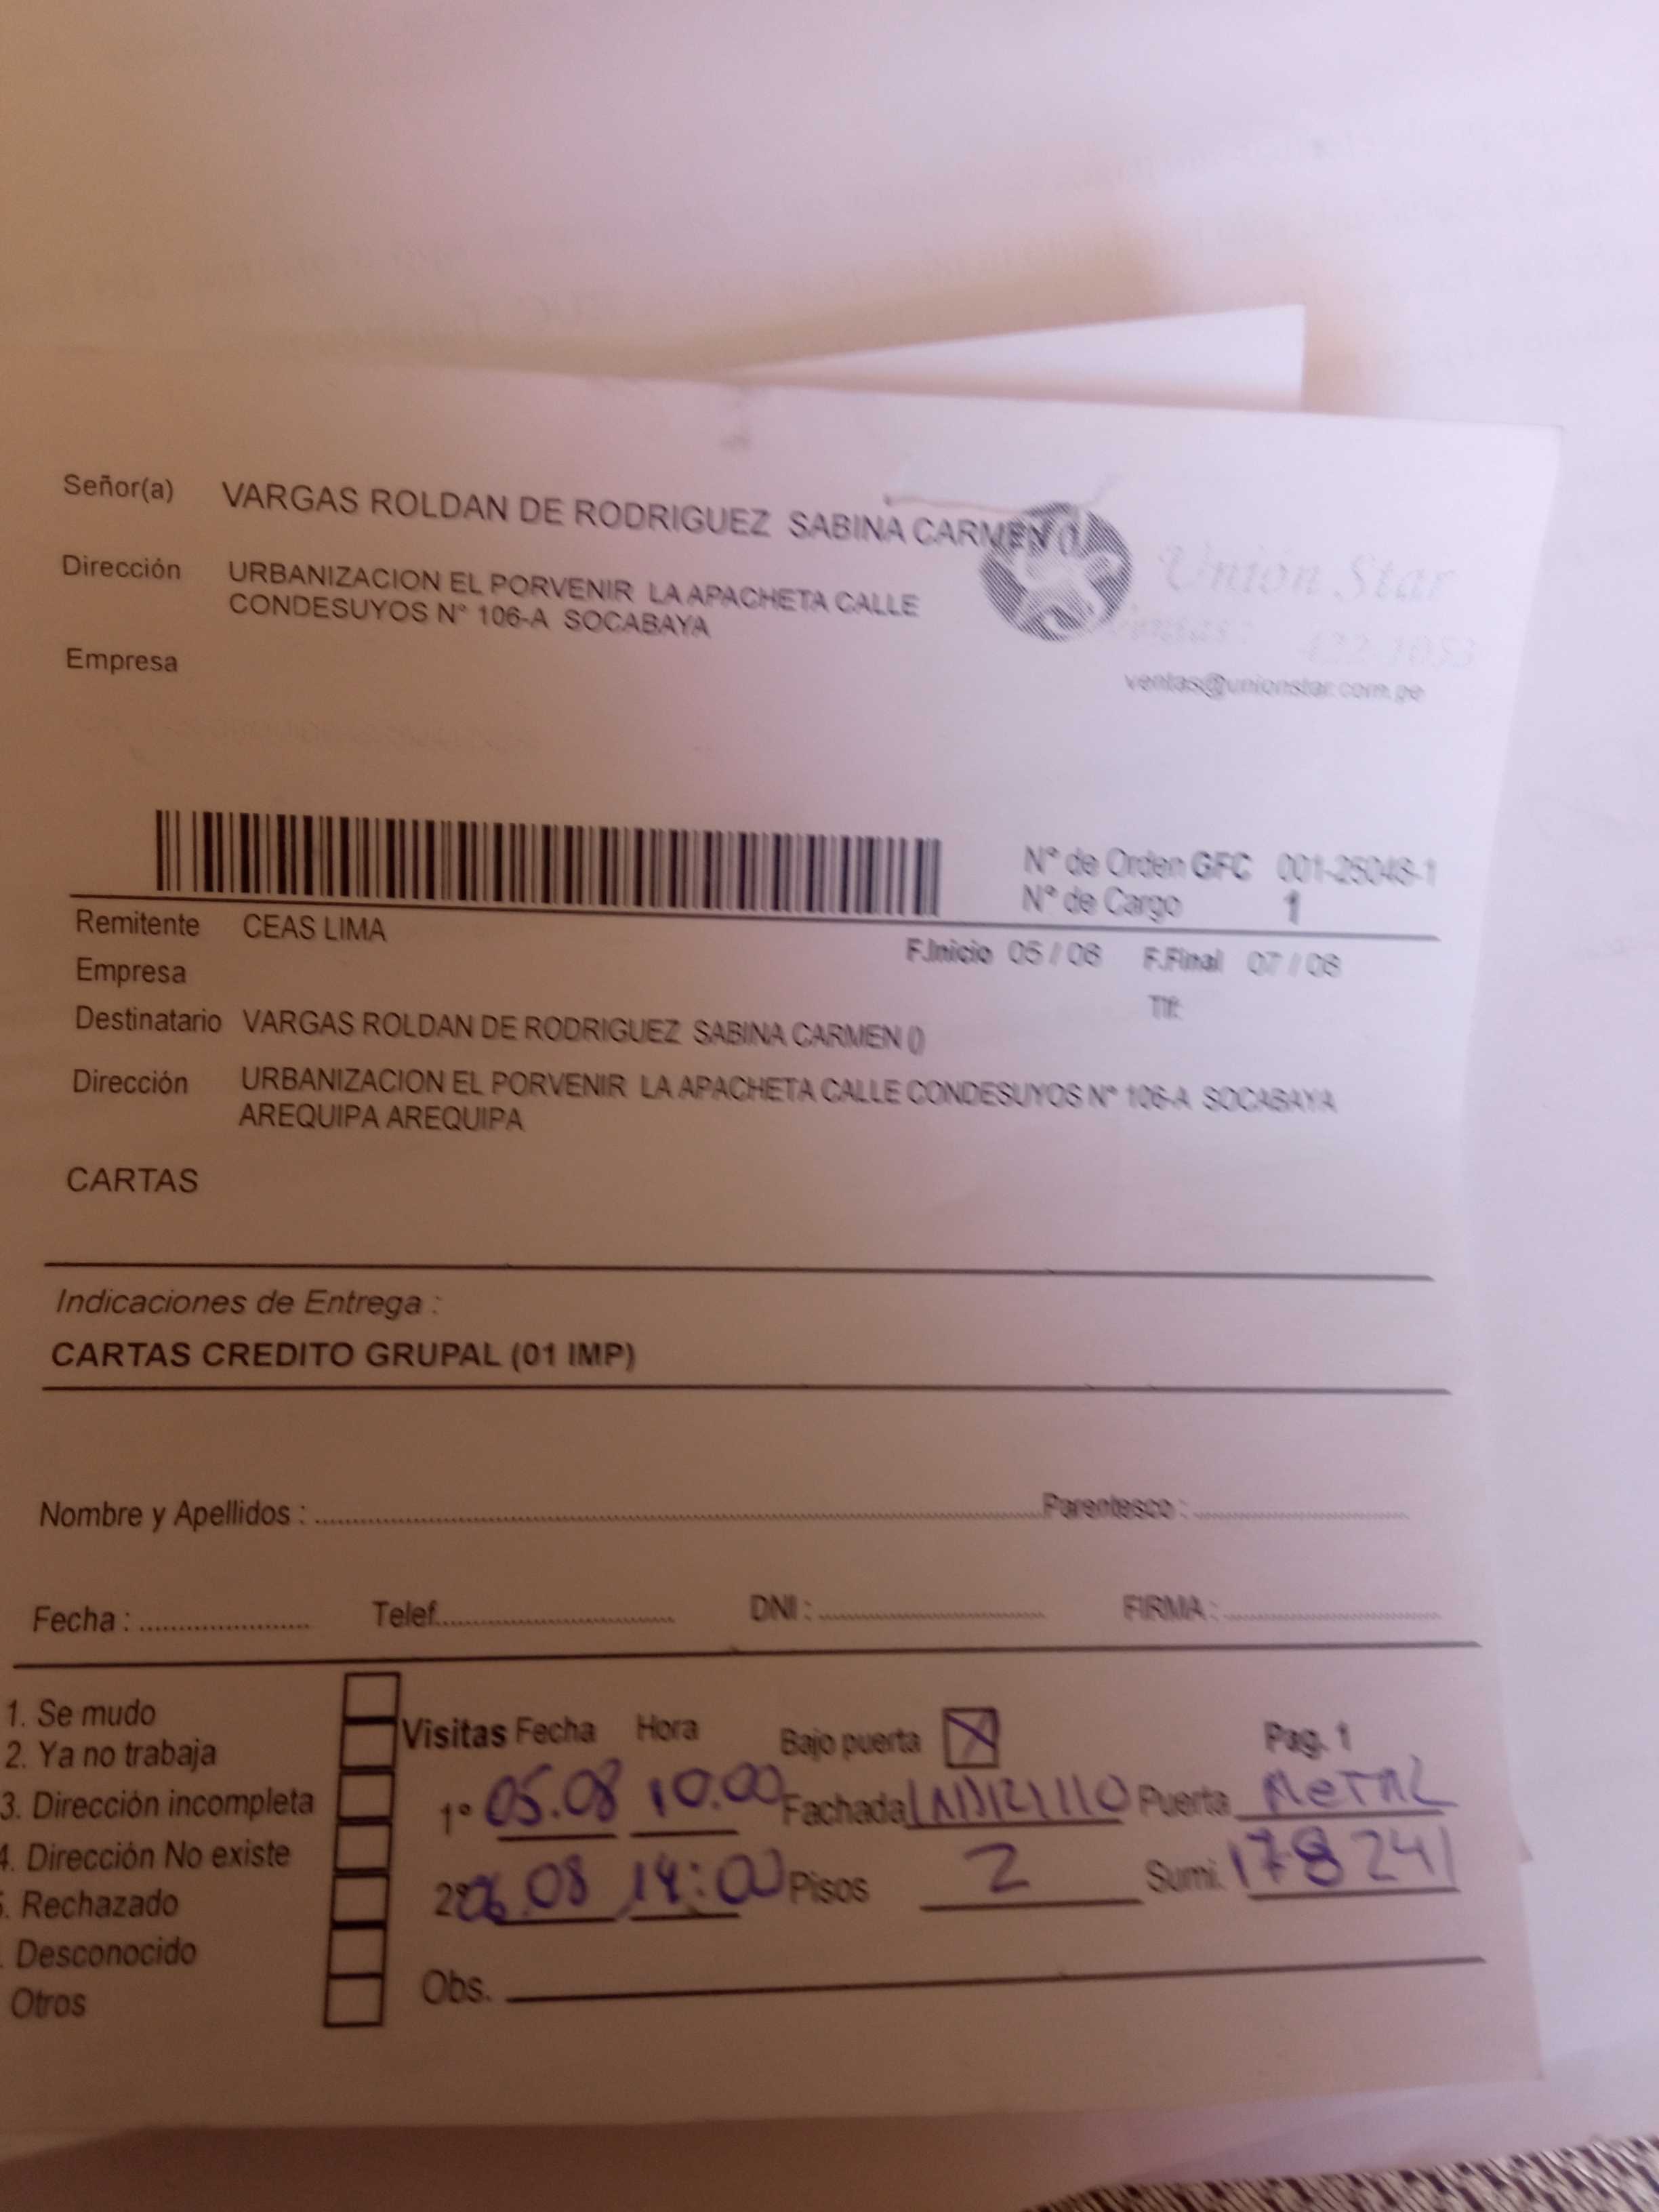 Señor(a) VARGAS ROLDAN DE RODRIGUEZ SABINA CARMEN ()
Union Star
Dirección URBANIZACION EL PORVENIR LA APACHETA CALLE
CONDESUYOS N° 106-A SOCABAYA
422-1053
Empresa
ventas@unionstar.com.pe
N° de Orden GFC 001-25048-1
N° de Cargo 1
Remitente CEAS LIMA
F.Inicio 05 / 08 F.Final 07 / 08
Empresa
Tlf:
Destinatario VARGAS ROLDAN DE RODRIGUEZ SABINA CARMEN ()
Dirección URBANIZACION EL PORVENIR LA APACHETA CALLE CONDESUYOS N° 106-A SOCABAYA
AREQUIPA AREQUIPA
CARTAS
Indicaciones de Entrega :
CARTAS CREDITO GRUPAL (01 IMP)
Nombre y Apellidos : Parentesco :
Fecha : Telef. DNI : FIRMA :
1. Se mudo
2. Ya no trabaja
3. Dirección incompleta
4. Dirección No existe
. Rechazado
. Desconocido
Otros
Visitas Fecha Hora Bajo puerta X Pag. 1
1° 05.08 10.00 Fachada Puerta METAL
2° 06.08 14:00 Pisos 2 Sumi. 178241
Obs.